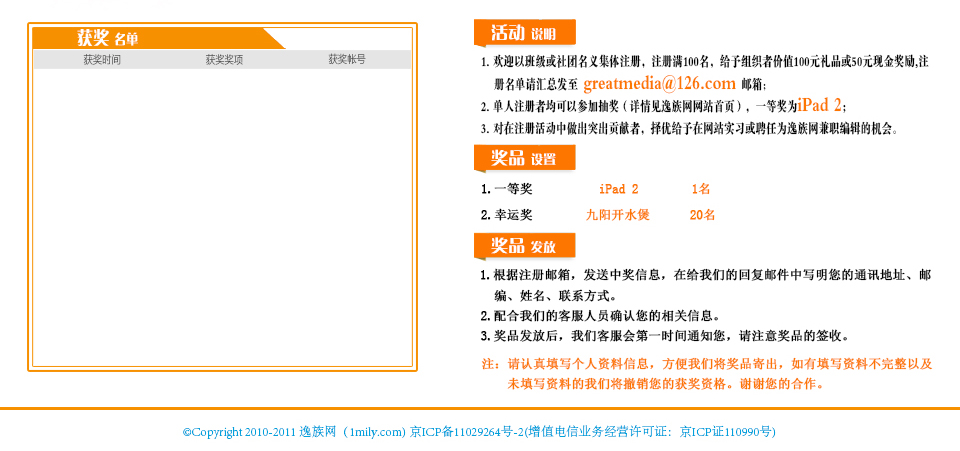 获奖 名单
获奖时间 获奖奖项 获奖帐号
活动 说明
1. 欢迎以班级或社团名义集体注册，注册满100名，给予组织者价值100元礼品或50元现金奖励,注
册名单请汇总发至 greatmedia@126.com 邮箱；
2. 单人注册者均可以参加抽奖（详情见逸族网网站首页），一等奖为iPad 2；
3. 对在注册活动中做出突出贡献者，择优给予在网站实习或聘任为逸族网兼职编辑的机会。
奖品 设置
1. 一等奖 iPad 2 1名
2. 幸运奖 九阳开水煲 20名
奖品 发放
1. 根据注册邮箱，发送中奖信息，在给我们的回复邮件中写明您的通讯地址、邮
编、姓名、联系方式。
2. 配合我们的客服人员确认您的相关信息。
3. 奖品发放后，我们客服会第一时间通知您，请注意奖品的签收。
注：请认真填写个人资料信息，方便我们将奖品寄出，如有填写资料不完整以及
未填写资料的我们将撤销您的获奖资格。谢谢您的合作。
©Copyright 2010-2011 逸族网（1mily.com) 京ICP备11029264号-2(增值电信业务经营许可证：京ICP证110990号)